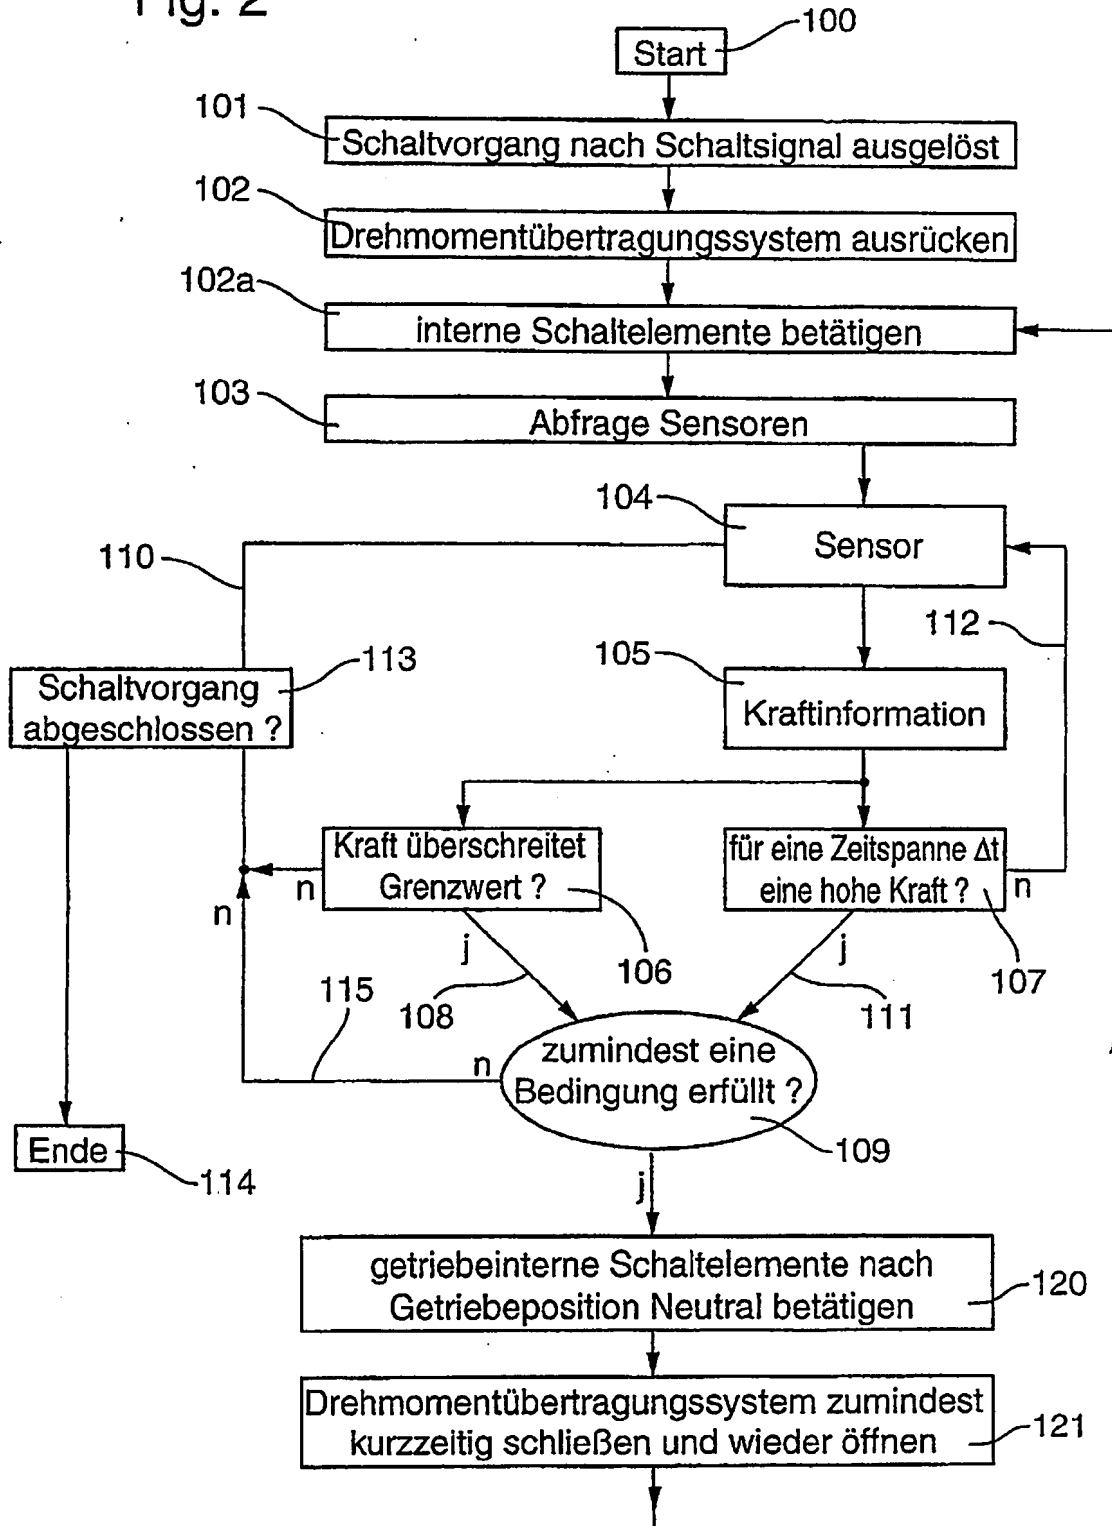 Fig. 2
100
Start
101
Schaltvorgang nach Schaltsignal ausgelöst
102
Drehmomentübertragungssystem ausrücken
102a
interne Schaltelemente betätigen
103
Abfrage Sensoren
104
Sensor
110
112
113
105
Schaltvorgang
abgeschlossen ?
Kraftinformation
Kraft überschreitet
Grenzwert ?
für eine Zeitspanne Δt
eine hohe Kraft ?
n
n
n
j
j
106
107
115
108
111
zumindest eine
Bedingung erfüllt ?
n
109
Ende
114
j
getriebeinterne Schaltelemente nach
Getriebeposition Neutral betätigen
120
Drehmomentübertragungssystem zumindest
kurzzeitig schließen und wieder öffnen
121